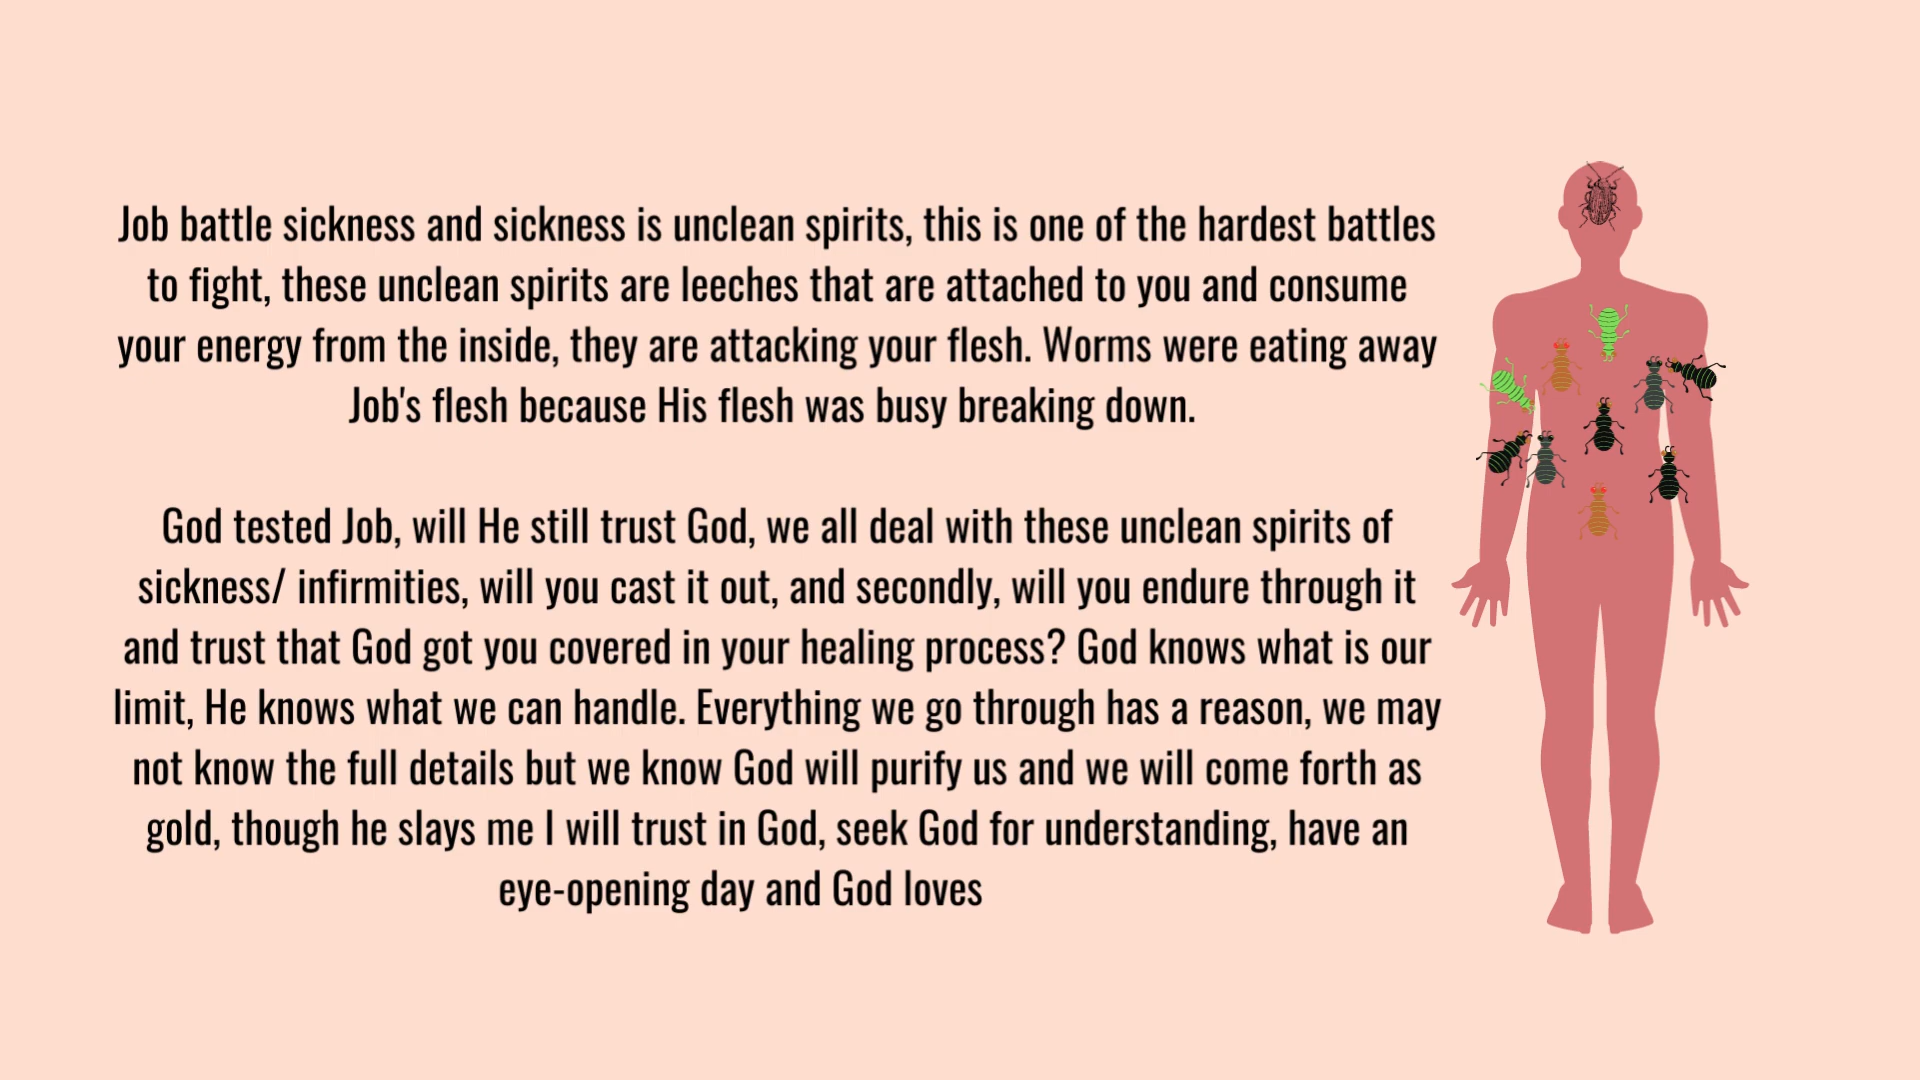 Job battle sickness and sickness is unclean spirits, this is one of the hardest battles
to fight, these unclean spirits are leeches that are attached to you and consume
your energy from the inside, they are attacking your flesh. Worms were eating away
Job's flesh because His flesh was busy breaking down.
God tested Job, will He still trust God, we all deal with these unclean spirits of
sickness/ infirmities, will you cast it out, and secondly, will you endure through it
and trust that God got you covered in your healing process? God knows what is our
limit, He knows what we can handle. Everything we go through has a reason, we may
not know the full details but we know God will purify us and we will come forth as
gold, though he slays me I will trust in God, seek God for understanding, have an
eye-opening day and God loves